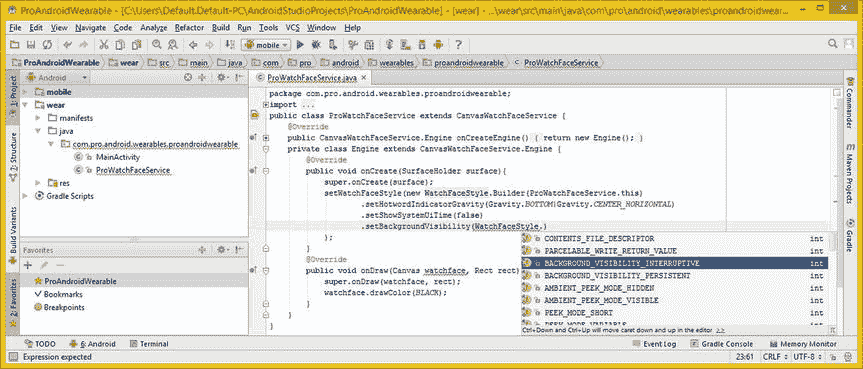 ProAndroidWearable - [C:\Users\Default.Default-PC\AndroidStudioProjects\ProAndroidWearable] - [wear] - ...\wear\src\main\java\com\pro\android\wearables\proandroidwear...
File Edit View Navigate Code Analyze Refactor Build Run Tools VCS Window Help
mobile
ProAndroidWearable wear src main java com pro android wearables proandroidwearable ProWatchFaceService
Android
ProWatchFaceService.java
1: Project
2: Structure
Build Variants
2: Favorites
mobile
wear
manifests
java
com.pro.android.wearables.proandroidwearable
MainActivity
ProWatchFaceService
res
Gradle Scripts
Favorites
ProAndroidWearable
Bookmarks
Breakpoints
package com.pro.android.wearables.proandroidwearable;
import ...
public class ProWatchFaceService extends CanvasWatchFaceService {
@Override
public CanvasWatchFaceService.Engine onCreateEngine() { return new Engine(); }
private class Engine extends CanvasWatchFaceService.Engine {
@Override
public void onCreate(SurfaceHolder surface){
super.onCreate(surface);
setWatchFaceStyle(new WatchFaceStyle.Builder(ProWatchFaceService.this)
.setHotwordIndicatorGravity(Gravity.BOTTOM|Gravity.CENTER_HORIZONTAL)
.setShowSystemUiTime(false)
.setBackgroundVisibility(WatchFaceStyle.)
);
}
@Override
public void onDraw(Canvas watchface, Rect rect)
super.onDraw(watchface, rect);
watchface.drawColor(BLACK);
}
}
}
CONTENTS_FILE_DESCRIPTOR int
PARCELABLE_WRITE_RETURN_VALUE int
BACKGROUND_VISIBILITY_INTERRUPTIVE int
BACKGROUND_VISIBILITY_PERSISTENT int
AMBIENT_PEEK_MODE_HIDDEN int
AMBIENT_PEEK_MODE_VISIBLE int
PEEK_MODE_SHORT int
PEEK_MODE_VARIABLE int
Ctrl+Down and Ctrl+Up will move caret down and up in the editor >>
Commander
Maven Projects
Gradle
TODO 6: Android Terminal Event Log Gradle Console Memory Monitor
Expression expected 23:61 CRLF UTF-8